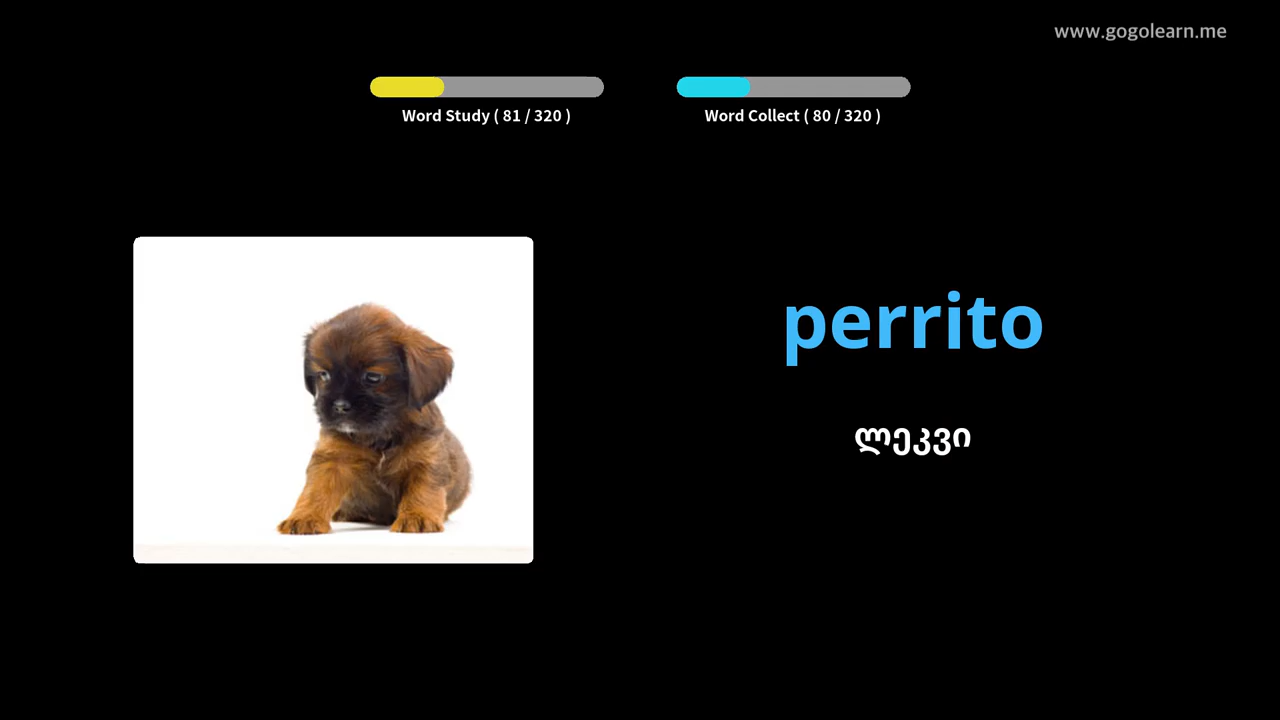 www.gogolearn.me
Word Study ( 81 / 320 )
Word Collect ( 80 / 320 )
perrito
ლეკვი